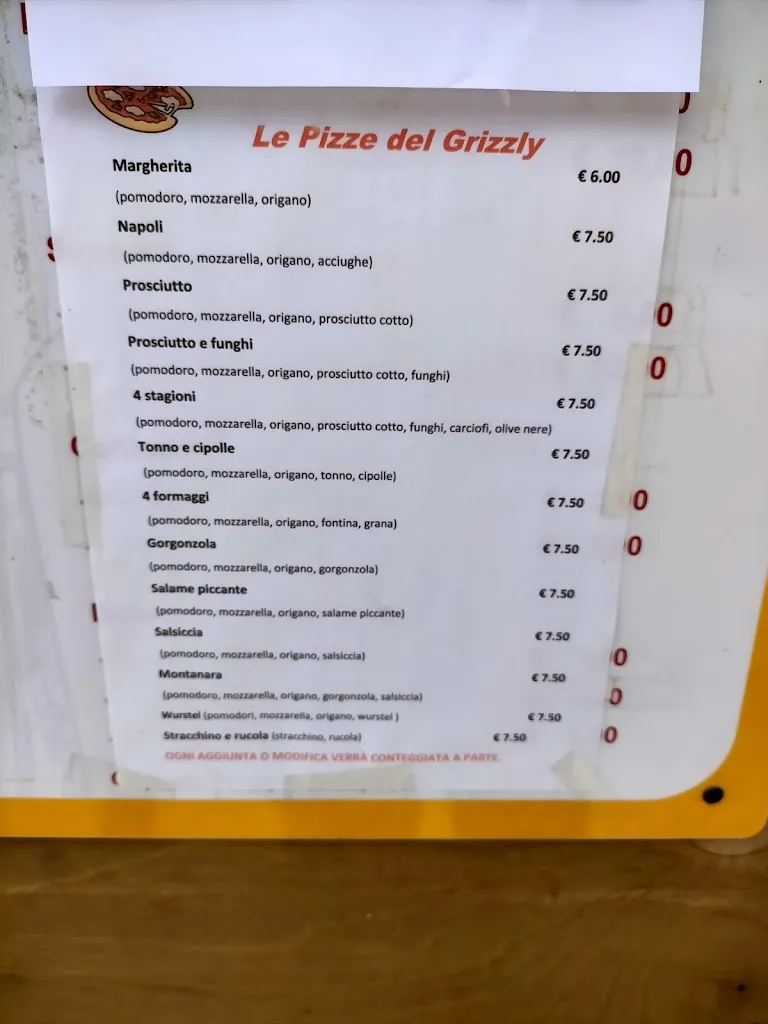 Le Pizze del Grizzly
Margherita € 6.00
(pomodoro, mozzarella, origano)
Napoli € 7.50
(pomodoro, mozzarella, origano, acciughe)
Prosciutto € 7.50
(pomodoro, mozzarella, origano, prosciutto cotto)
Prosciutto e funghi € 7.50
(pomodoro, mozzarella, origano, prosciutto cotto, funghi)
4 stagioni € 7.50
(pomodoro, mozzarella, origano, prosciutto cotto, funghi, carciofi, olive nere)
Tonno e cipolle € 7.50
(pomodoro, mozzarella, origano, tonno, cipolle)
4 formaggi € 7.50
(pomodoro, mozzarella, origano, fontina, grana)
Gorgonzola € 7.50
(pomodoro, mozzarella, origano, gorgonzola)
Salame piccante € 7.50
(pomodoro, mozzarella, origano, salame piccante)
Salsiccia € 7.50
(pomodoro, mozzarella, origano, salsiccia)
Montanara € 7.50
(pomodoro, mozzarella, origano, gorgonzola, salsiccia)
Wurstel (pomodori, mozzarella, origano, wurstel ) € 7.50
Stracchino e rucola (stracchino, rucola) € 7.50
OGNI AGGIUNTA O MODIFICA VERRÀ CONTEGGIATA A PARTE.